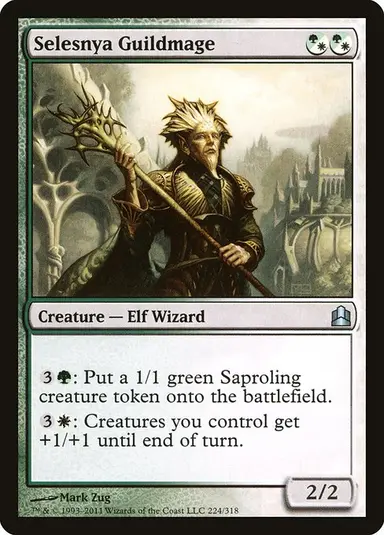 Selesnya Guildmage
Creature — Elf Wizard
3: Put a 1/1 green Saproling
creature token onto the battlefield.
3: Creatures you control get
+1/+1 until end of turn.
Mark Zug
2/2
™ & © 1993–2011 Wizards of the Coast LLC 224/318